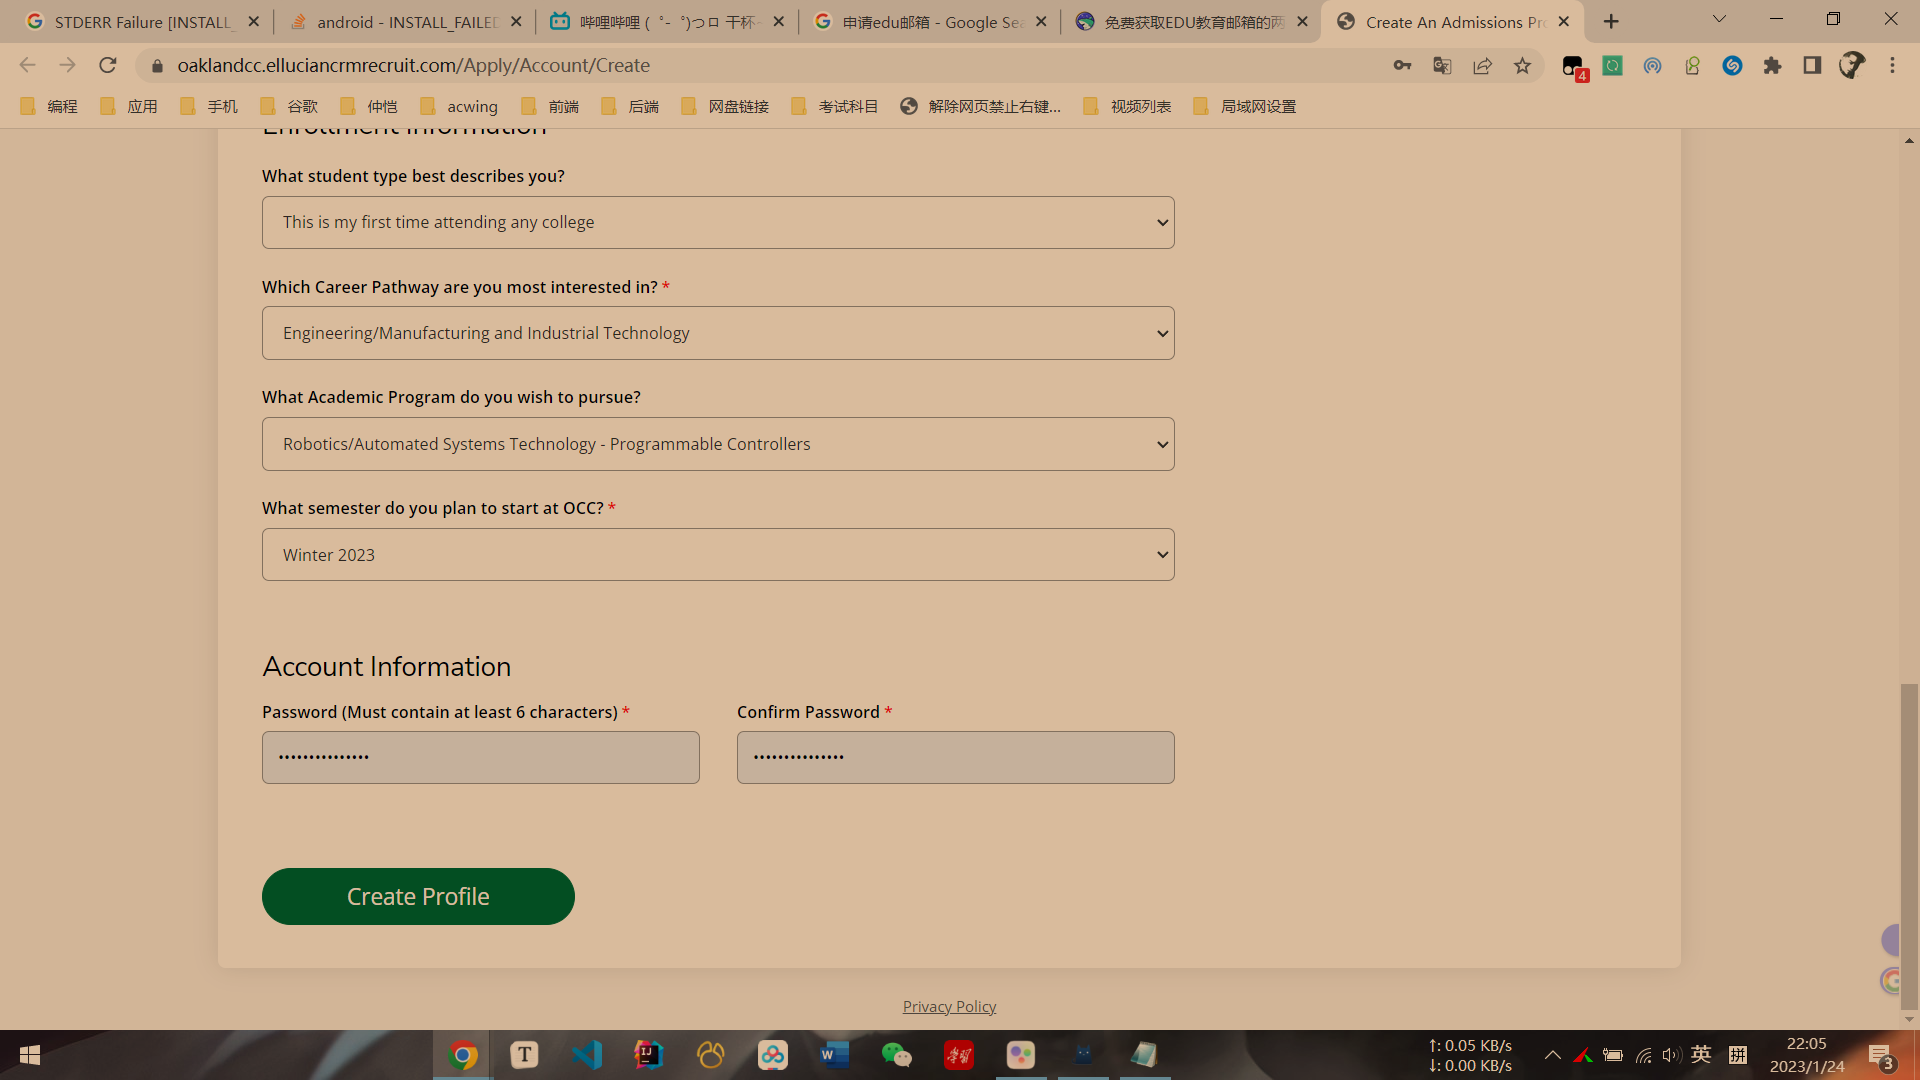 STDERR Failure [INSTALL_
android - INSTALL_FAILED
哔哩哔哩 (゜-゜)つロ 干杯~
申请edu邮箱 - Google Sea
免费获取EDU教育邮箱的两
Create An Admissions Pro
oaklandcc.elluciancrmrecruit.com/Apply/Account/Create
4
编程
应用
手机
谷歌
仲恺
acwing
前端
后端
网盘链接
考试科目
解除网页禁止右键...
视频列表
局域网设置
Enrollment Information
What student type best describes you?
This is my first time attending any college
Which Career Pathway are you most interested in? *
Engineering/Manufacturing and Industrial Technology
What Academic Program do you wish to pursue?
Robotics/Automated Systems Technology - Programmable Controllers
What semester do you plan to start at OCC? *
Winter 2023
Account Information
Password (Must contain at least 6 characters) *
Confirm Password *
•••••••••••••••
•••••••••••••••
Create Profile
Privacy Policy
↑: 0.05 KB/s
↓: 0.00 KB/s
英
拼
22:05
2023/1/24
3